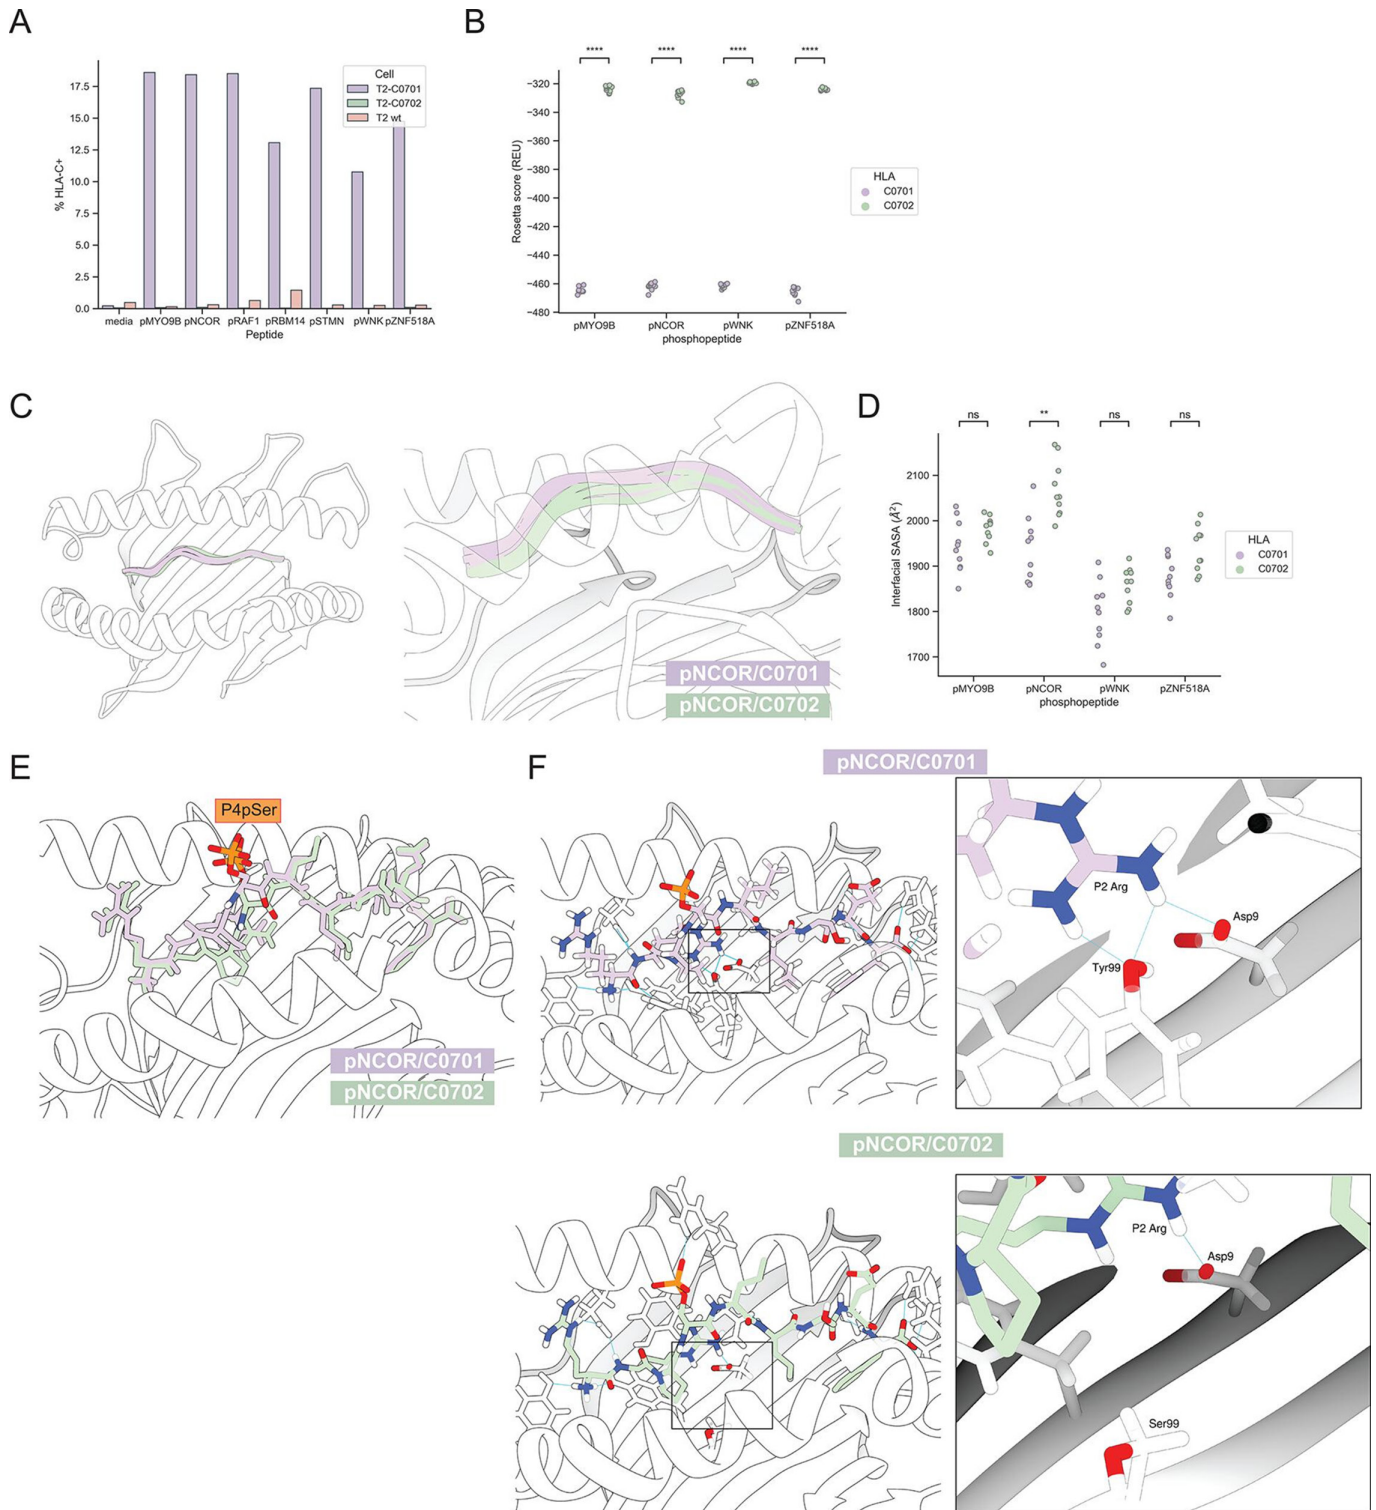 A
% HLA-C+
17.5
15.0
12.5
10.0
7.5
5.0
2.5
0.0
Cell
T2-C0701
T2-C0702
T2 wt
media pMYO9B pNCOR pRAF1 pRBM14 pSTMN pWNK pZNF518A
Peptide
B
**** **** **** ****
Rosetta score (REU)
−320
−340
−360
−380
−400
−420
−440
−460
−480
HLA
C0701
C0702
pMYO9B pNCOR pWNK pZNF518A
phosphopeptide
C
pNCOR/C0701
pNCOR/C0702
D
ns ** ns ns
Interfacial SASA (Å²)
2100
2000
1900
1800
1700
HLA
C0701
C0702
pMYO9B pNCOR pWNK pZNF518A
phosphopeptide
E
P4pSer
pNCOR/C0701
pNCOR/C0702
F
pNCOR/C0701
P2 Arg
Asp9
Tyr99
pNCOR/C0702
P2 Arg
Asp9
Ser99